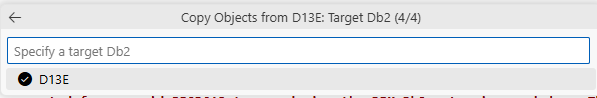 Copy Objects from D13E: Target Db2 (4/4)
Specify a target Db2
D13E